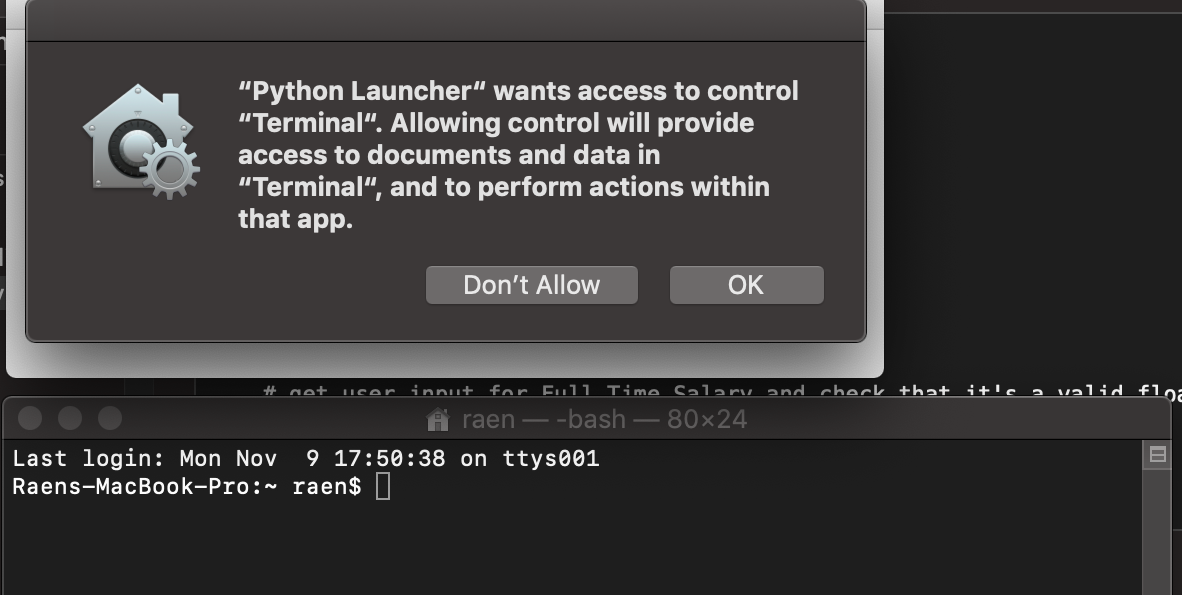 “Python Launcher“ wants access to control
“Terminal“. Allowing control will provide
access to documents and data in
“Terminal“, and to perform actions within
that app.
Don’t Allow
OK
# get user input for Full Time Salary and check that it's a valid floa
raen — -bash — 80×24
Last login: Mon Nov  9 17:50:38 on ttys001
Raens-MacBook-Pro:~ raen$